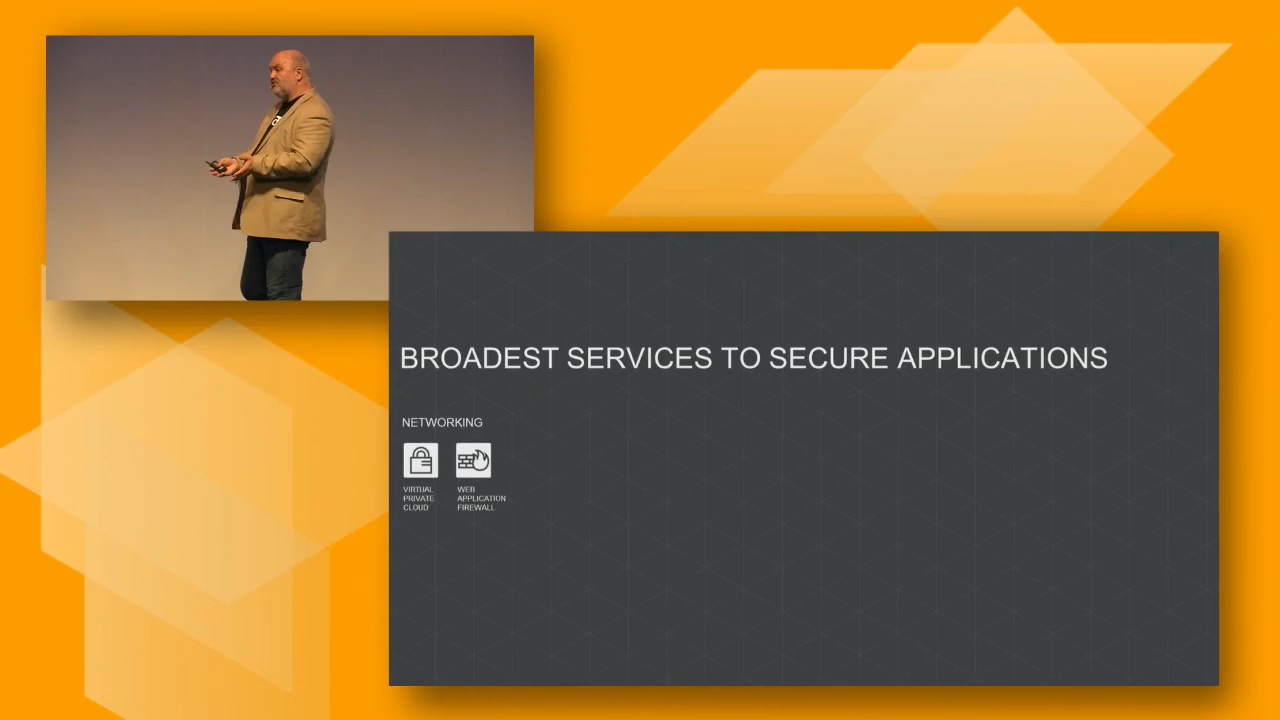 BROADEST SERVICES TO SECURE APPLICATIONS
NETWORKING
VIRTUAL
PRIVATE
CLOUD
WEB
APPLICATION
FIREWALL